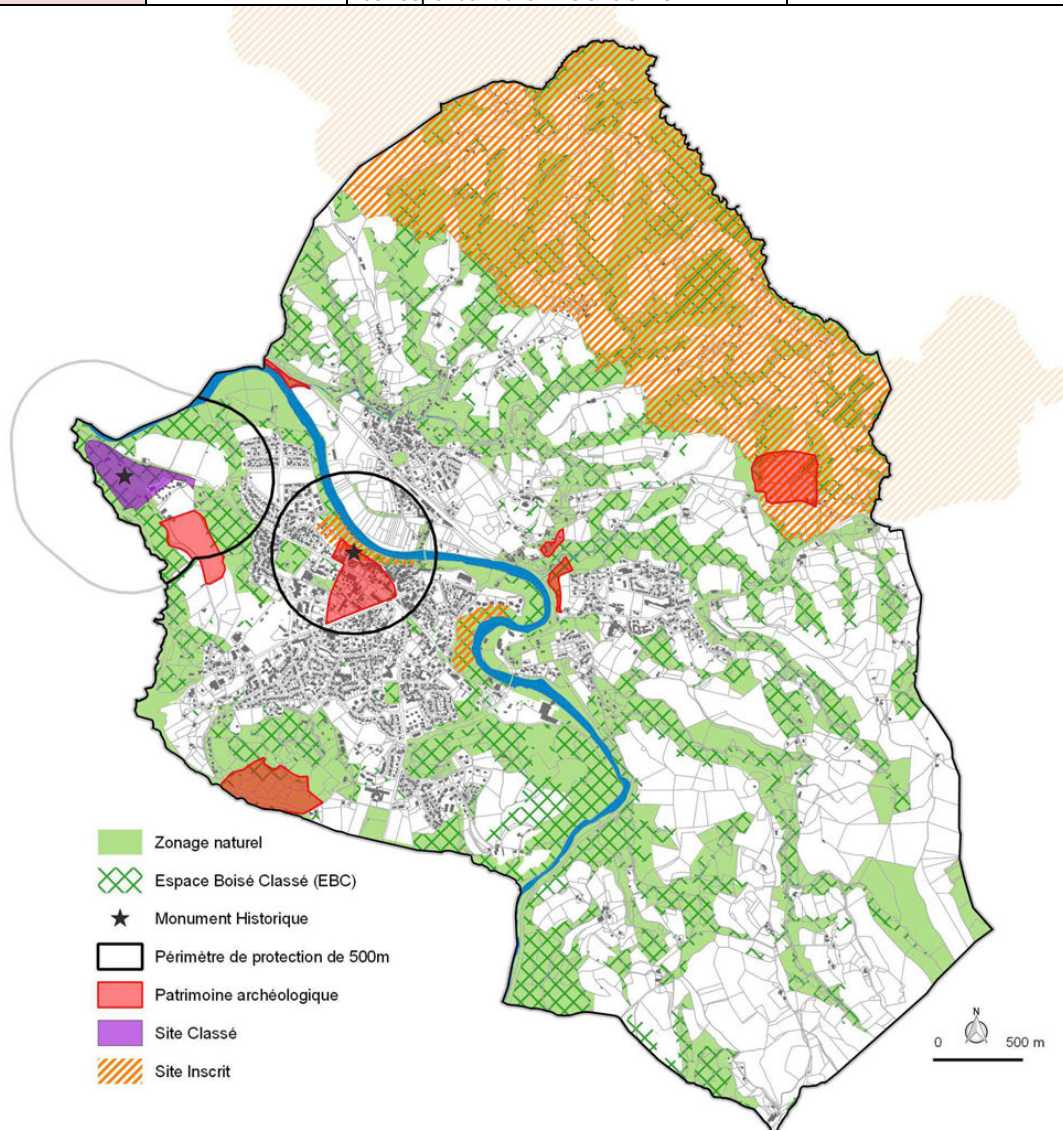 Zonage naturel
Espace Boisé Classé (EBC)
Monument Historique
Périmètre de protection de 500m
Patrimoine archéologique
Site Classé
Site Inscrit
N
0 500 m